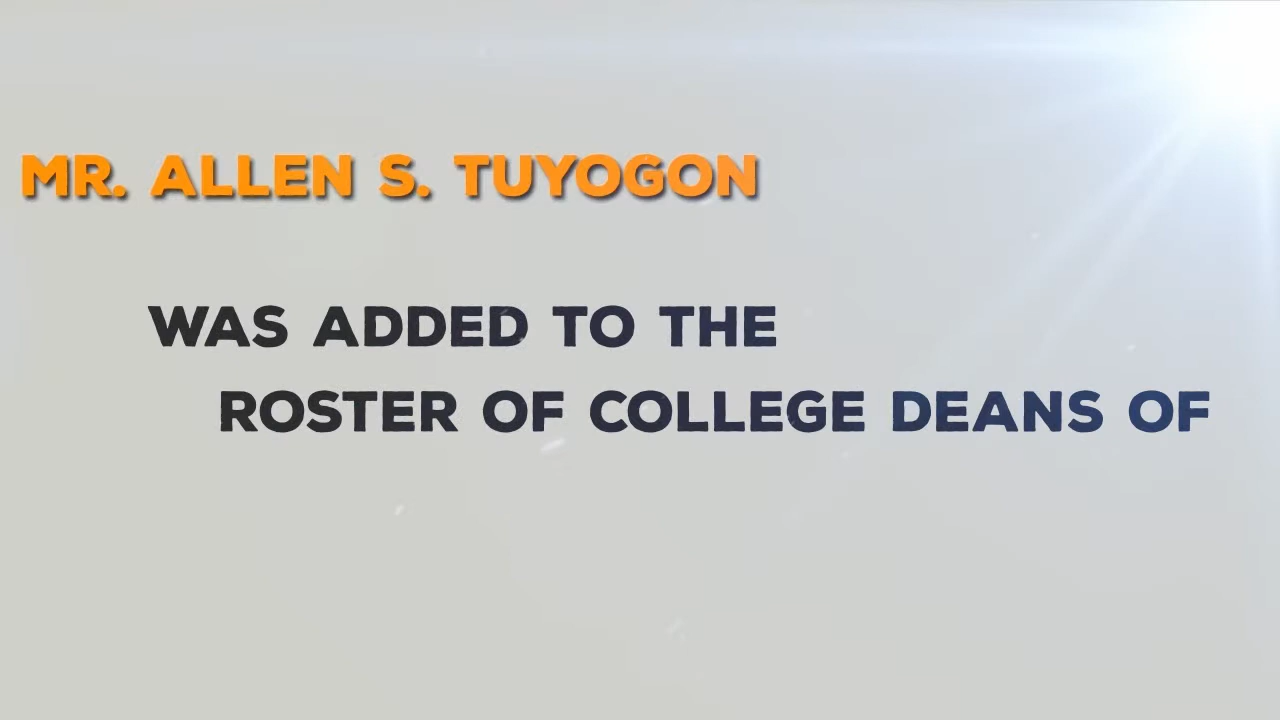 MR. ALLEN S. TUYOGON
WAS ADDED TO THE
ROSTER OF COLLEGE DEANS OF